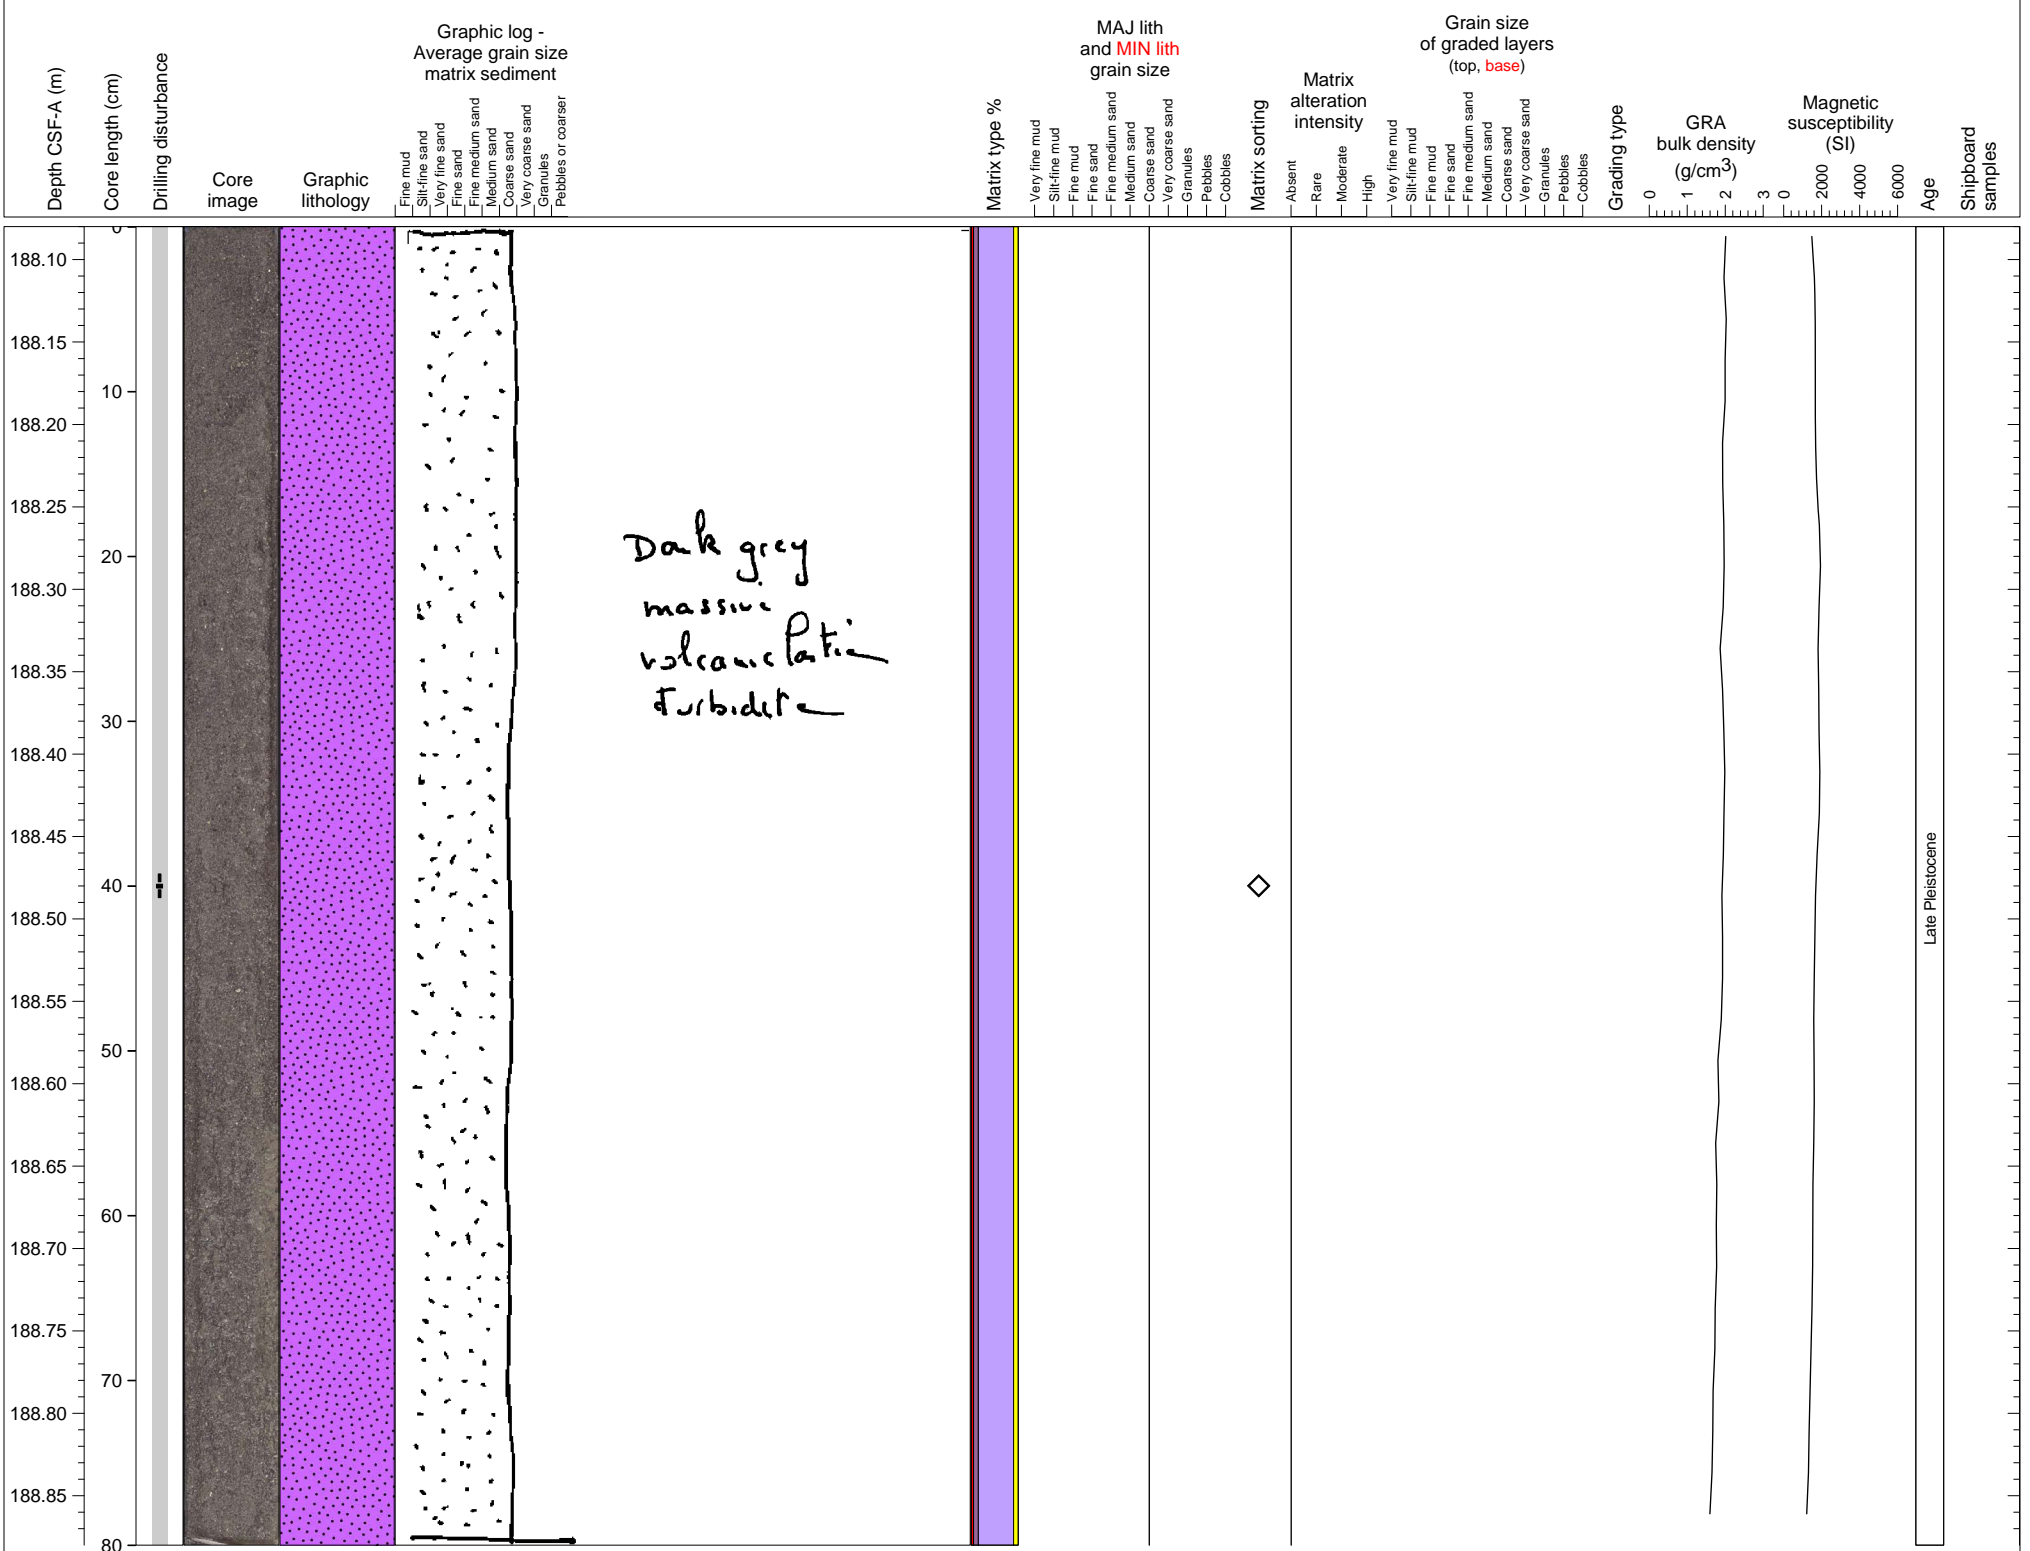 Depth CSF-A (m)
Core length (cm)
Drilling disturbance
Core
image
Graphic
lithology
Graphic log -
Average grain size
matrix sediment
Fine mud
Silt-fine sand
Very fine sand
Fine sand
Fine medium sand
Medium sand
Coarse sand
Very coarse sand
Granules
Pebbles or coarser
Matrix type %
MAJ lith
and MIN lith
grain size
Very fine mud
Silt-fine mud
Fine mud
Fine sand
Fine medium sand
Medium sand
Coarse sand
Very coarse sand
Granules
Pebbles
Cobbles
Matrix sorting
Matrix
alteration
intensity
Absent
Rare
Moderate
High
Grain size
of graded layers
(top, base)
Very fine mud
Silt-fine mud
Fine mud
Fine sand
Fine medium sand
Medium sand
Coarse sand
Very coarse sand
Granules
Pebbles
Cobbles
Grading type
GRA
bulk density
(g/cm3)
0 1 2 3
Magnetic
susceptibility
(SI)
0 2000 4000 6000
Age
Shipboard
samples
188.10
188.15
188.20
188.25
188.30
188.35
188.40
188.45
188.50
188.55
188.60
188.65
188.70
188.75
188.80
188.85
0
10
20
30
40
50
60
70
80
Dark grey
massive
volcaniclastic
turbidite
Late Pleistocene